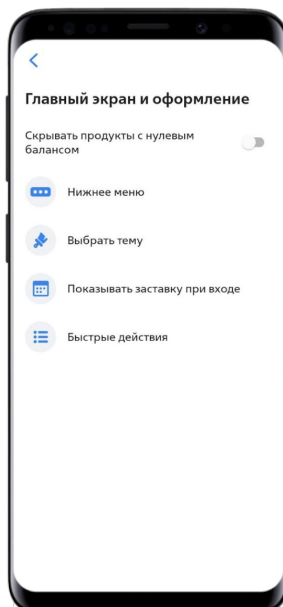 Главный экран и оформление
Скрывать продукты с нулевым
балансом
Нижнее меню
Выбрать тему
Показывать заставку при входе
Быстрые действия